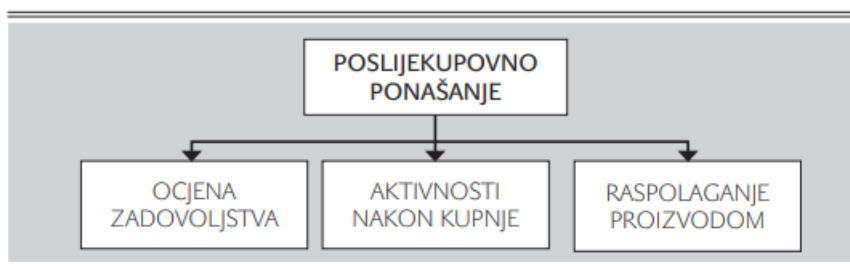 POSLIJEKUPOVNO
PONAŠANJE
OCJENA
ZADOVOLJSTVA
AKTIVNOSTI
NAKON KUPNJE
RASPOLAGANJE
PROIZVODOM